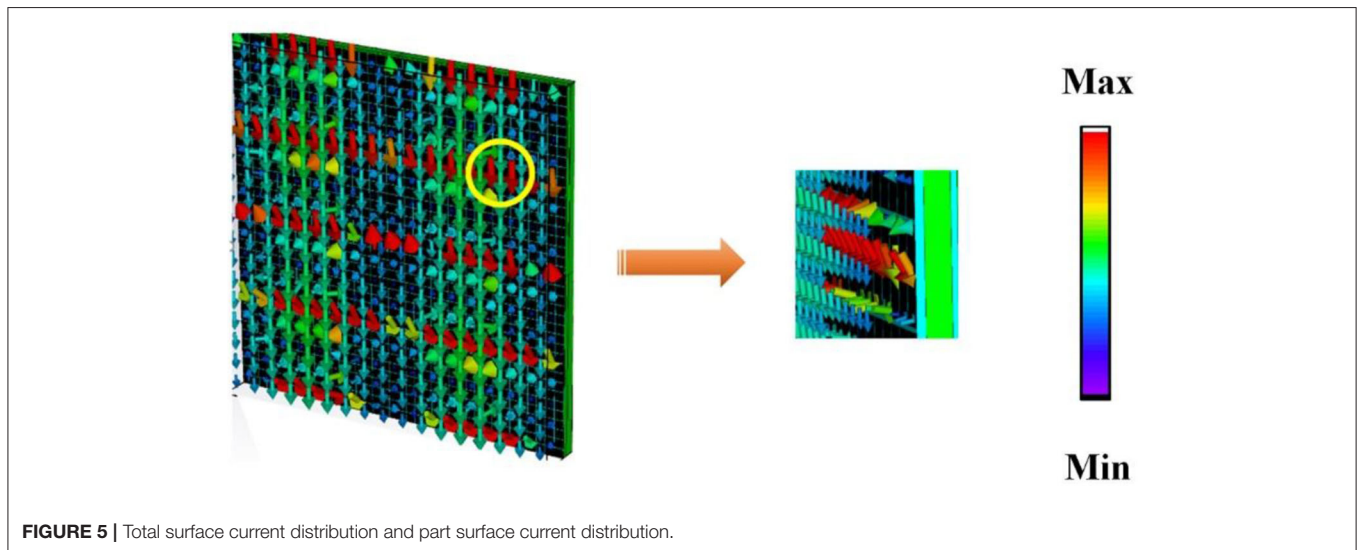 Max
Min
FIGURE 5 | Total surface current distribution and part surface current distribution.